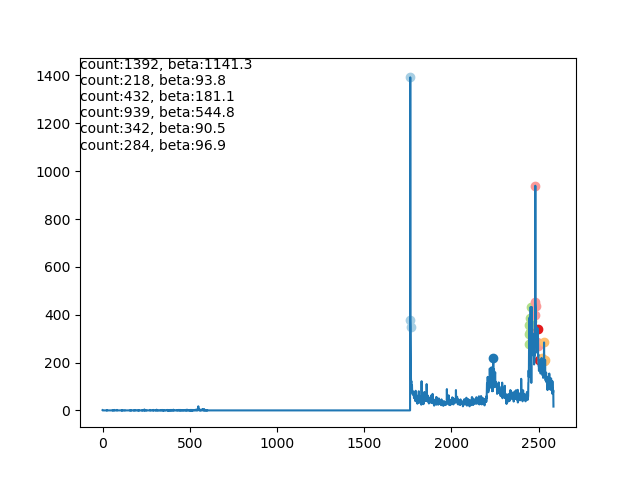 count:1392, beta:1141.3
count:218, beta:93.8
count:432, beta:181.1
count:939, beta:544.8
count:342, beta:90.5
count:284, beta:96.9
1400
1200
1000
800
600
400
200
0
0 500 1000 1500 2000 2500